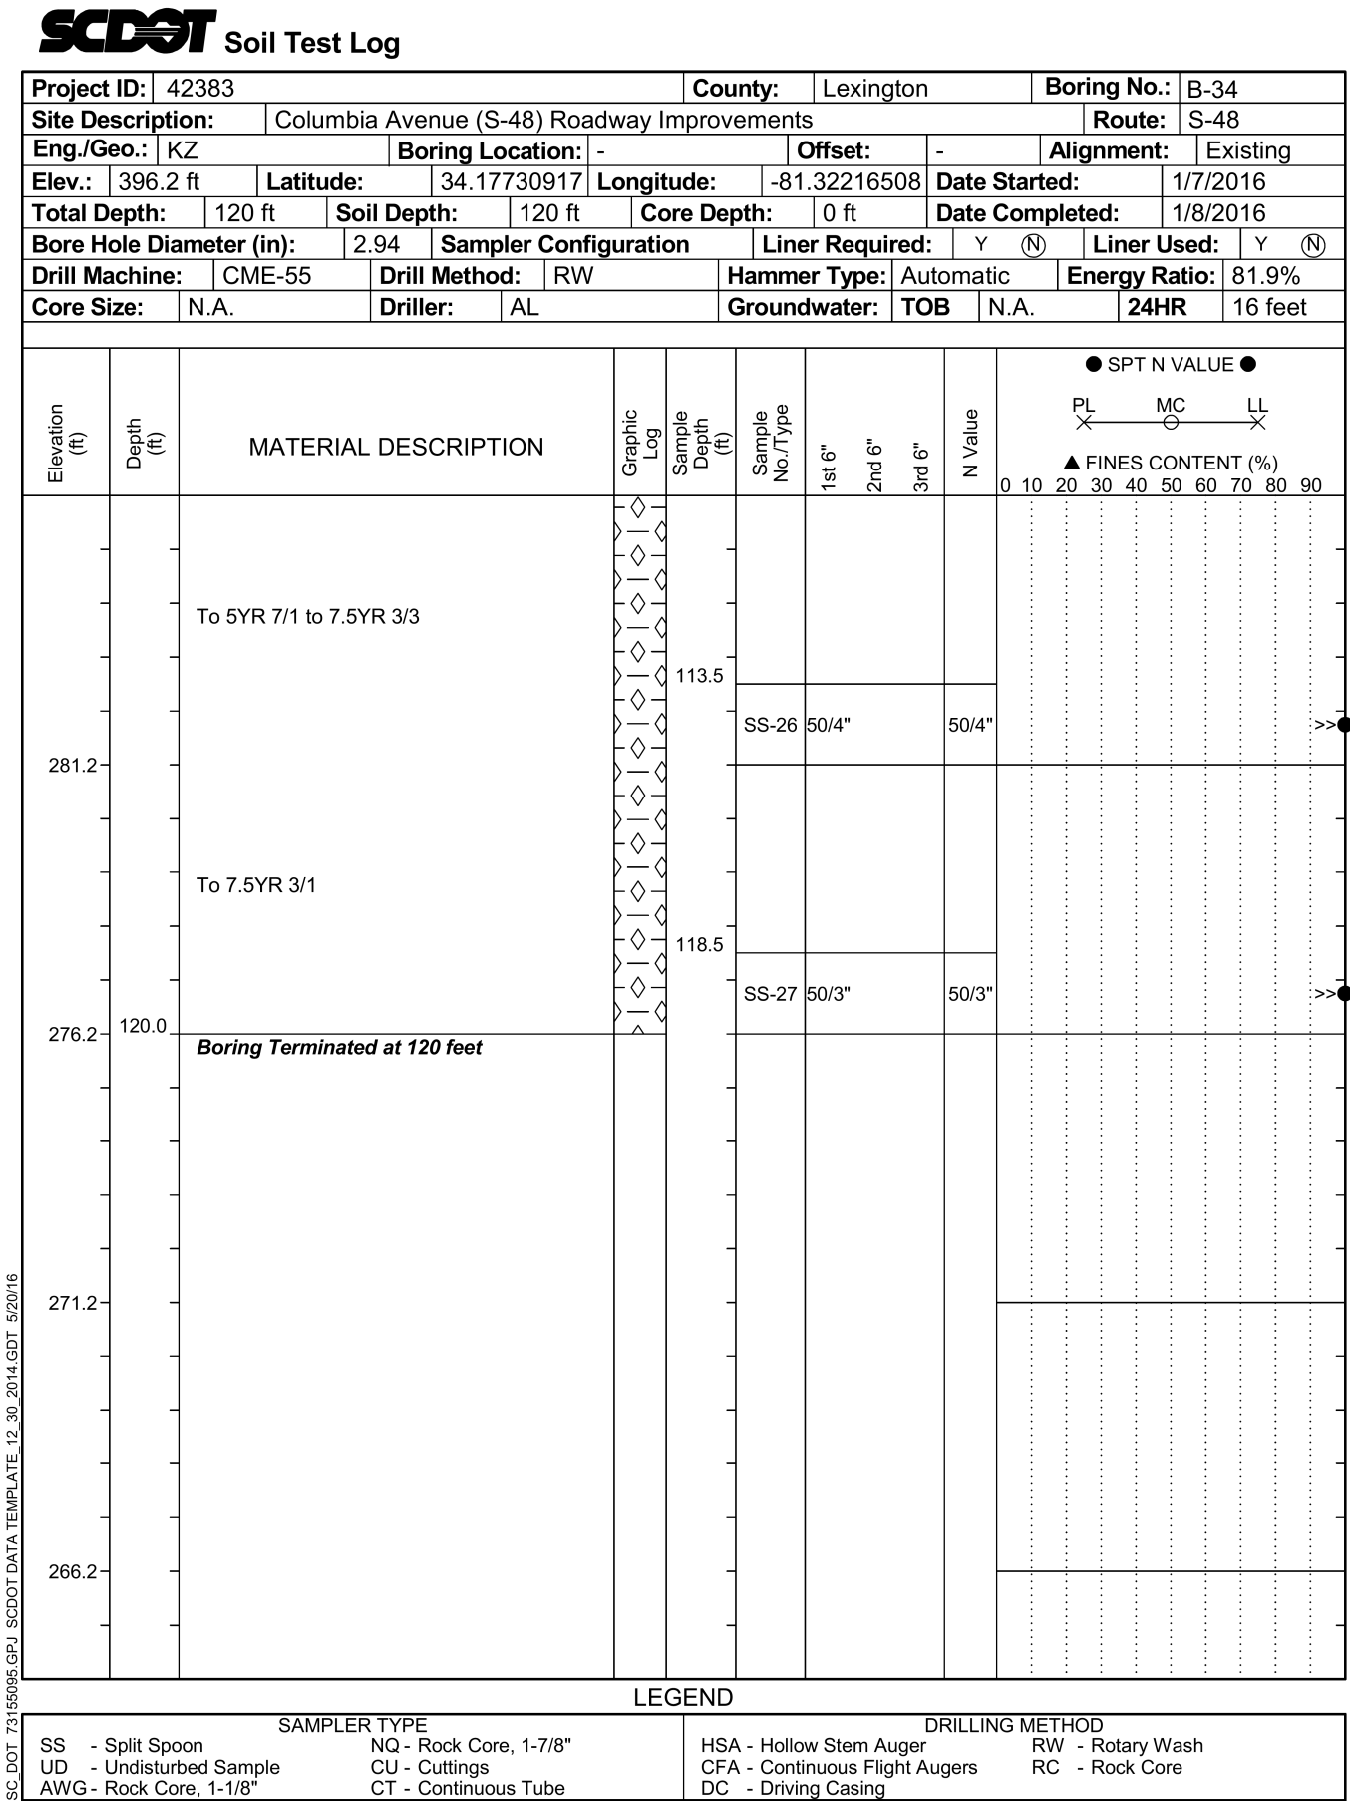 SCDOT Soil Test Log
Project ID: 42383 County: Lexington Boring No.: B-34
Site Description: Columbia Avenue (S-48) Roadway Improvements Route: S-48
Eng./Geo.: KZ Boring Location: - Offset: - Alignment: Existing
Elev.: 396.2 ft Latitude: 34.17730917 Longitude: -81.32216508 Date Started: 1/7/2016
Total Depth: 120 ft Soil Depth: 120 ft Core Depth: 0 ft Date Completed: 1/8/2016
Bore Hole Diameter (in): 2.94 Sampler Configuration Liner Required: Y N Liner Used: Y N
Drill Machine: CME-55 Drill Method: RW Hammer Type: Automatic Energy Ratio: 81.9%
Core Size: N.A. Driller: AL Groundwater: TOB N.A. 24HR 16 feet
Elevation (ft)
Depth (ft)
MATERIAL DESCRIPTION
Graphic Log
Sample Depth (ft)
Sample No./Type
1st 6"
2nd 6"
3rd 6"
N Value
● SPT N VALUE ●
PL MC LL
▲ FINES CONTENT (%)
0 10 20 30 40 50 60 70 80 90
To 5YR 7/1 to 7.5YR 3/3
113.5
SS-26 50/4" 50/4" >>
281.2
To 7.5YR 3/1
118.5
SS-27 50/3" 50/3" >>
276.2 120.0
Boring Terminated at 120 feet
271.2
266.2
SC_DOT 73155095.GPJ SCDOT DATA TEMPLATE_12_30_2014.GDT 5/20/16
LEGEND
SAMPLER TYPE DRILLING METHOD
SS - Split Spoon NQ - Rock Core, 1-7/8" HSA - Hollow Stem Auger RW - Rotary Wash
UD - Undisturbed Sample CU - Cuttings CFA - Continuous Flight Augers RC - Rock Core
AWG - Rock Core, 1-1/8" CT - Continuous Tube DC - Driving Casing